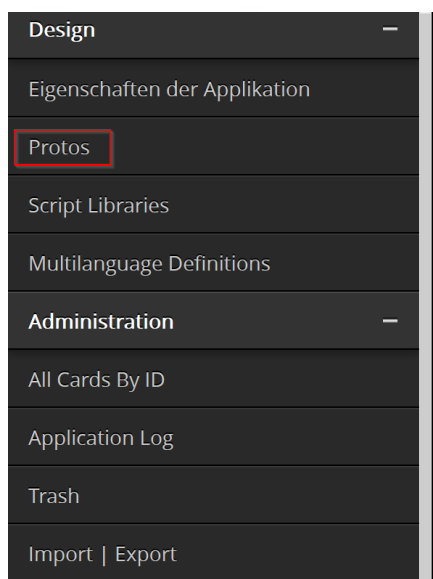 Design
Eigenschaften der Applikation
Protos
Script Libraries
Multilanguage Definitions
Administration
All Cards By ID
Application Log
Trash
Import | Export